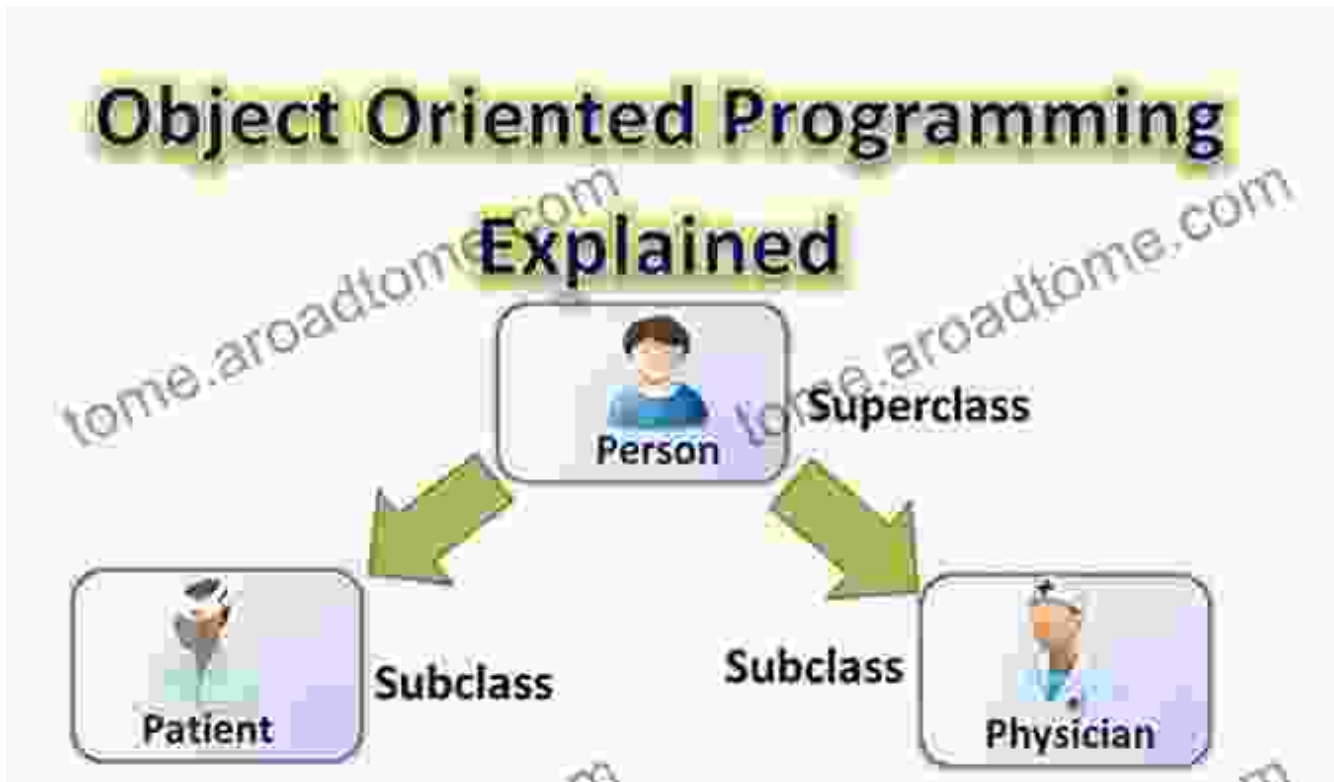 Object Oriented Programming
Explained
tome.aroadtome.com
tome.aroadtome.com
Person
Superclass
Patient
Subclass
Subclass
Physician